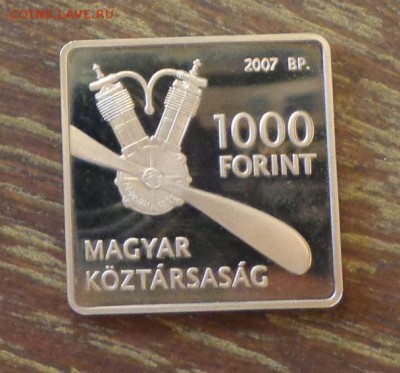 COINS.LAVE.RU
2007 BP.
1000
FORINT
MAGYAR
KÖZTÁRSASÁG